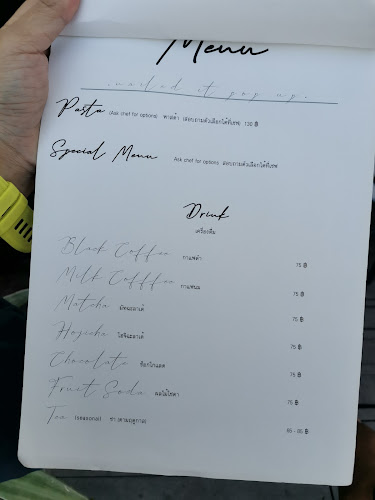 Menu
.nailed it pop up.
Pasta (Ask chef for options) พาสต้า (สอบถามตัวเลือกได้ที่เชฟ) 130 ฿
Special Menu Ask chef for options สอบถามตัวเลือกได้ที่เชฟ
Drink
เครื่องดื่ม
Black Coffee กาแฟดำ 75 ฿
Milk Cofffee กาแฟนม 75 ฿
Matcha มัทฉะลาเต้ 75 ฿
Hojicha โฮจิฉะลาเต้ 75 ฿
Chocolate ช็อกโกแลต 75 ฿
Fruit Soda ผลไม้โซดา 75 ฿
Tea (seasonal) ชา (ตามฤดูกาล) 65 - 85 ฿